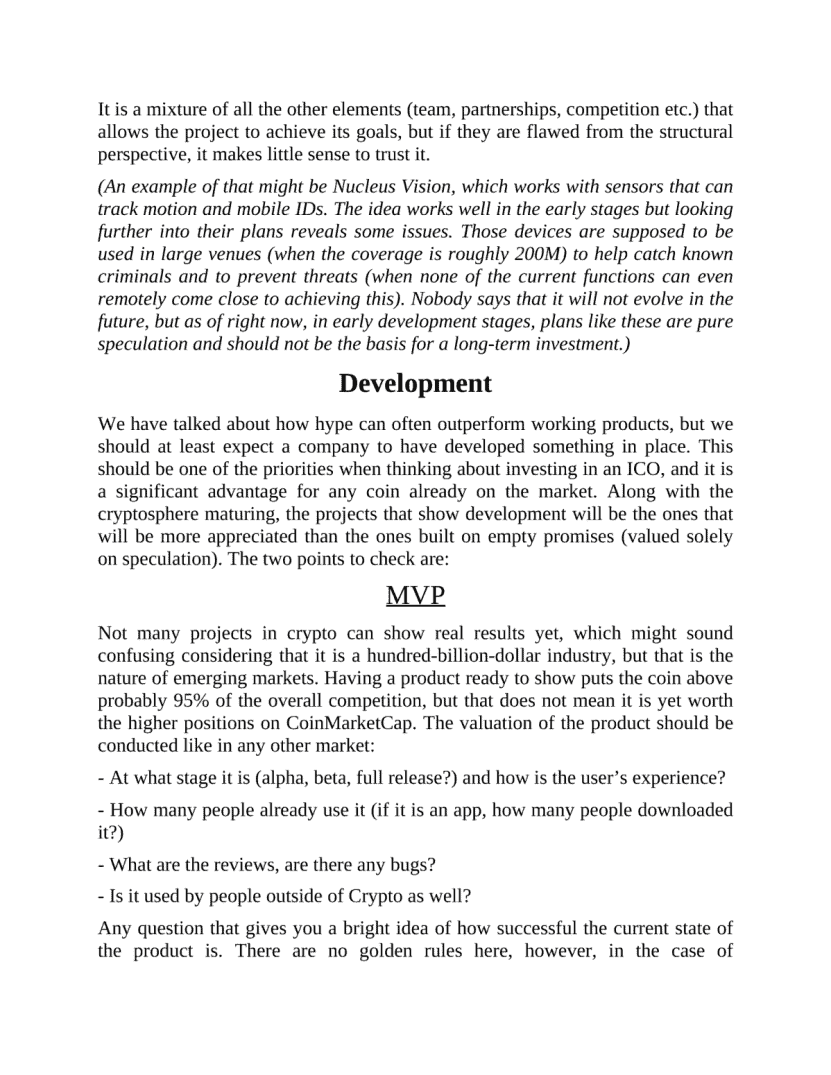 It is a mixture of all the other elements (team, partnerships, competition etc.) that
allows the project to achieve its goals, but if they are flawed from the structural
perspective, it makes little sense to trust it.
(An example of that might be Nucleus Vision, which works with sensors that can
track motion and mobile IDs. The idea works well in the early stages but looking
further into their plans reveals some issues. Those devices are supposed to be
used in large venues (when the coverage is roughly 200M) to help catch known
criminals and to prevent threats (when none of the current functions can even
remotely come close to achieving this). Nobody says that it will not evolve in the
future, but as of right now, in early development stages, plans like these are pure
speculation and should not be the basis for a long-term investment.)
Development
We have talked about how hype can often outperform working products, but we
should at least expect a company to have developed something in place. This
should be one of the priorities when thinking about investing in an ICO, and it is
a significant advantage for any coin already on the market. Along with the
cryptosphere maturing, the projects that show development will be the ones that
will be more appreciated than the ones built on empty promises (valued solely
on speculation). The two points to check are:
MVP
Not many projects in crypto can show real results yet, which might sound
confusing considering that it is a hundred-billion-dollar industry, but that is the
nature of emerging markets. Having a product ready to show puts the coin above
probably 95% of the overall competition, but that does not mean it is yet worth
the higher positions on CoinMarketCap. The valuation of the product should be
conducted like in any other market:
- At what stage it is (alpha, beta, full release?) and how is the user’s experience?
- How many people already use it (if it is an app, how many people downloaded
it?)
- What are the reviews, are there any bugs?
- Is it used by people outside of Crypto as well?
Any question that gives you a bright idea of how successful the current state of
the product is. There are no golden rules here, however, in the case of